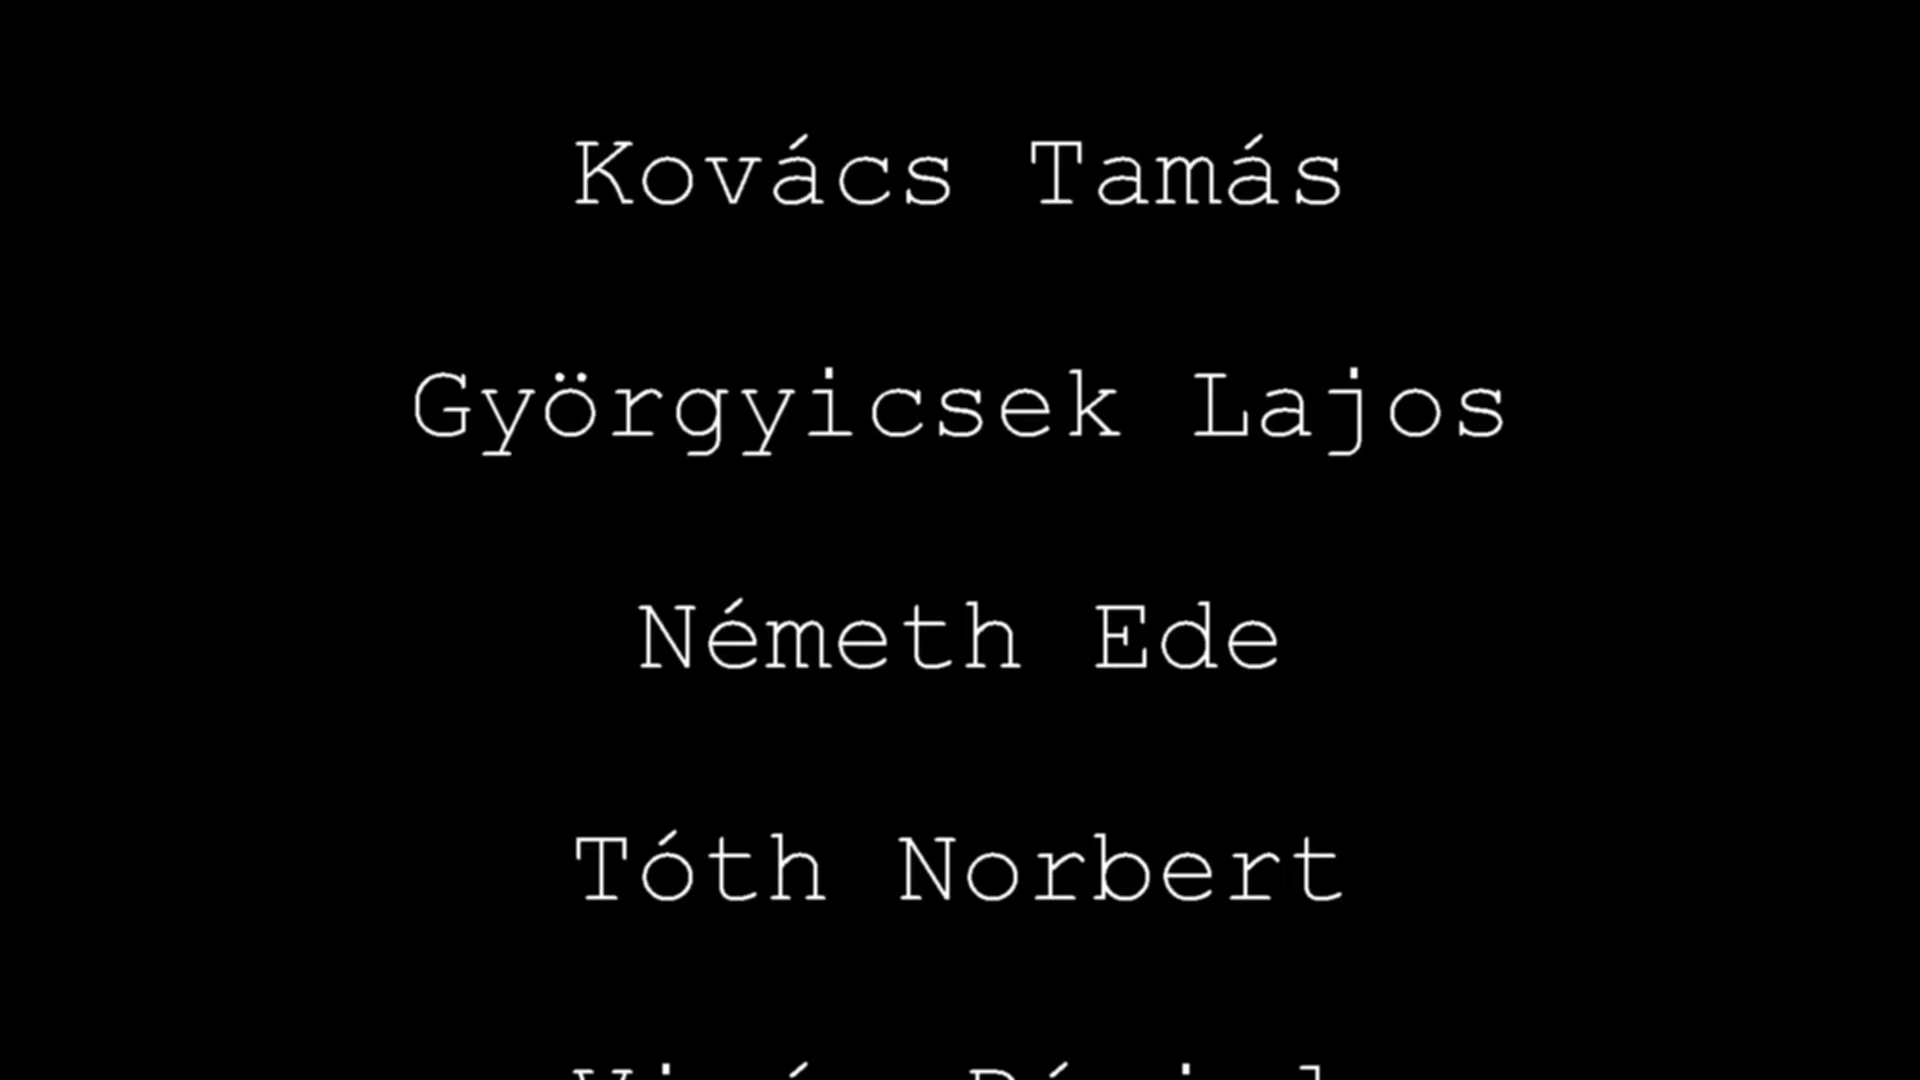 Kovács Tamás
Györgyicsek Lajos
Németh Ede
Tóth Norbert